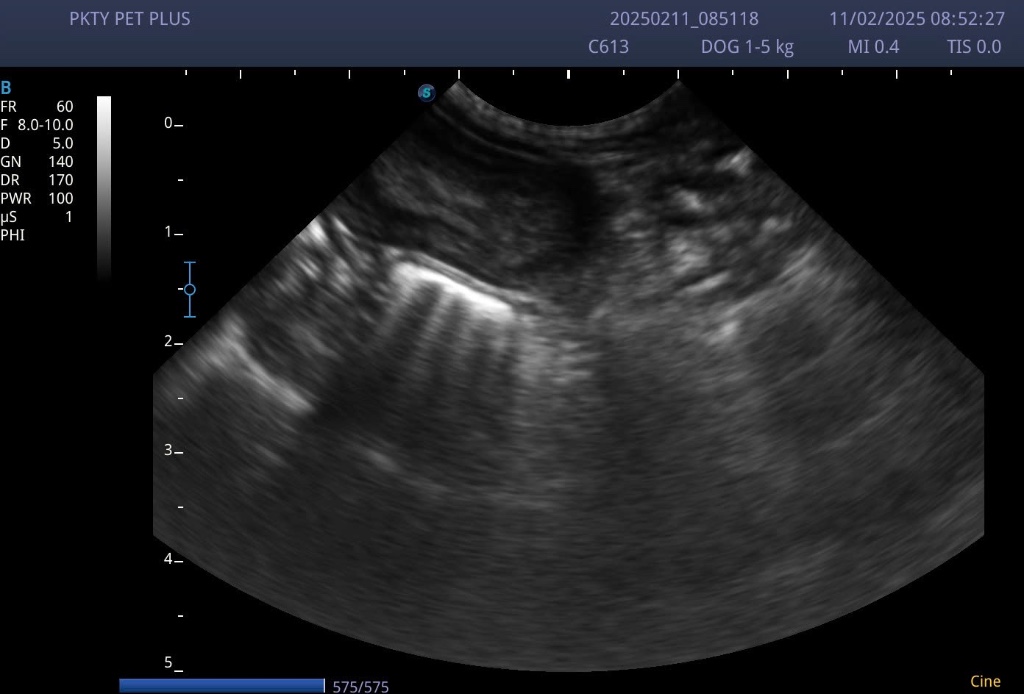 PKTY PET PLUS
20250211_085118
11/02/2025 08:52:27
C613
DOG 1-5 kg
MI 0.4
TIS 0.0
B
FR 60
F 8.0-10.0
D 5.0
GN 140
DR 170
PWR 100
μS 1
PHI
S
0
1
2
3
4
5
575/575
Cine